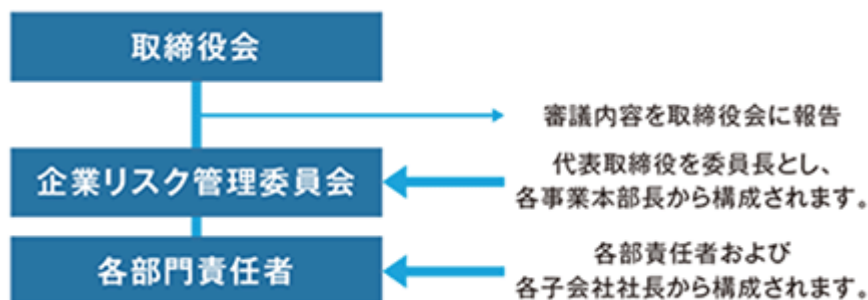 取締役会
審議内容を取締役会に報告
企業リスク管理委員会
代表取締役を委員長とし、
各事業本部長から構成されます。
各部門責任者
各部責任者および
各子会社社長から構成されます。